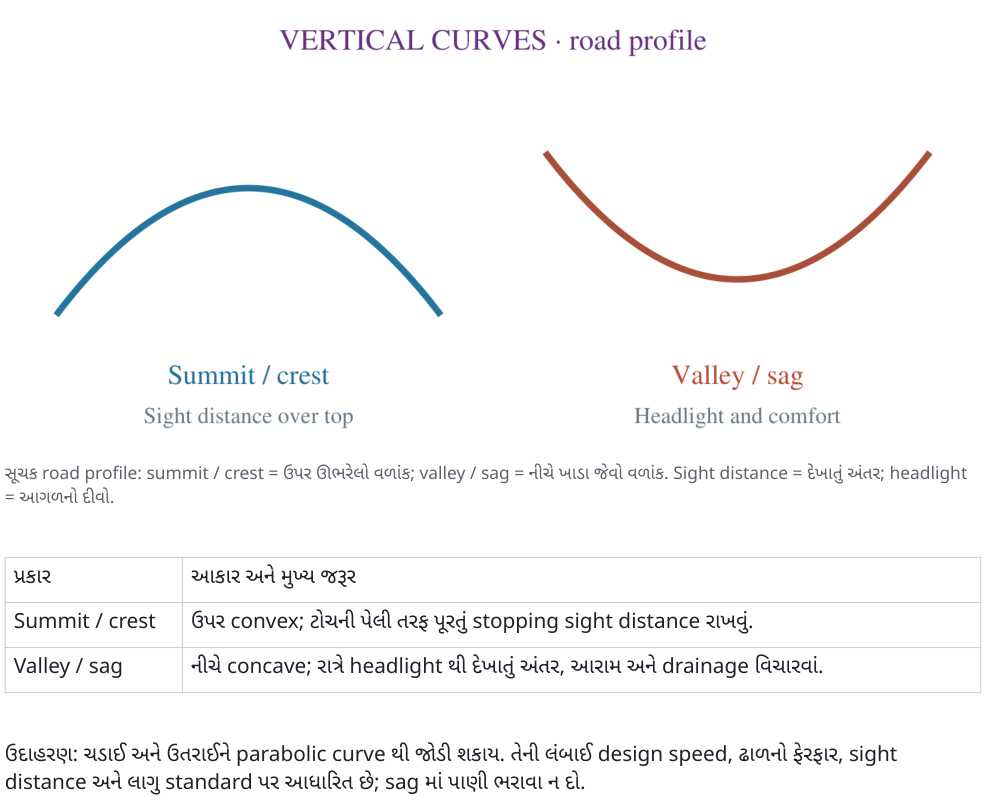 VERTICAL CURVES · road profile
Summit / crest
Valley / sag
Sight distance over top
Headlight and comfort
સૂચક road profile: summit / crest = ઉપર ઊભરેલો વળાંક; valley / sag = નીચે ખાડા જેવો વળાંક. Sight distance = દેખાતું અંતર; headlight
= આગળનો દીવો.
પ્રકાર
આકાર અને મુખ્ય જરૂર
Summit / crest
ઉપર convex; ટોચની પેલી તરફ પૂરતું stopping sight distance રાખવું.
Valley / sag
નીચે concave; રાત્રે headlight થી દેખાતું અંતર, આરામ અને drainage વિચારવાં.
ઉદાહરણ: ચડાઈ અને ઉતરાઈને parabolic curve થી જોડી શકાય. તેની લંબાઈ design speed, ઢાળનો ફેરફાર, sight
distance અને લાગુ standard પર આધારિત છે; sag માં પાણી ભરાવા ન દો.